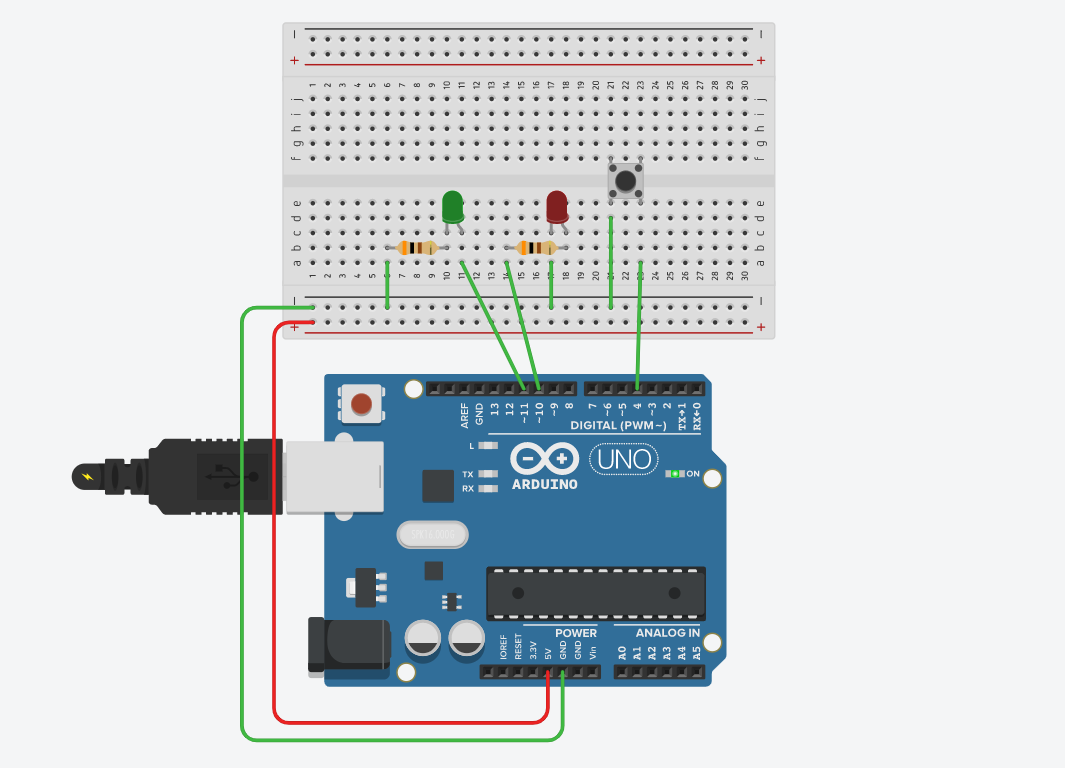 − −
+ +
1 2 3 4 5 6 7 8 9 10 11 12 13 14 15 16 17 18 19 20 21 22 23 24 25 26 27 28 29 30
j j
i i
h h
g g
f f
e e
d d
c c
b b
a a
1 2 3 4 5 6 7 8 9 10 11 12 13 14 15 16 17 18 19 20 21 22 23 24 25 26 27 28 29 30
− −
+ +
AREF GND 13 12 ~11 ~10 ~9 8 7 ~6 ~5 4 ~3 2 TX→1 RX←0
DIGITAL (PWM~)
L
TX
RX
UNO
ARDUINO
ON
POWER ANALOG IN
IOREF RESET 3.3V 5V GND GND Vin A0 A1 A2 A3 A4 A5